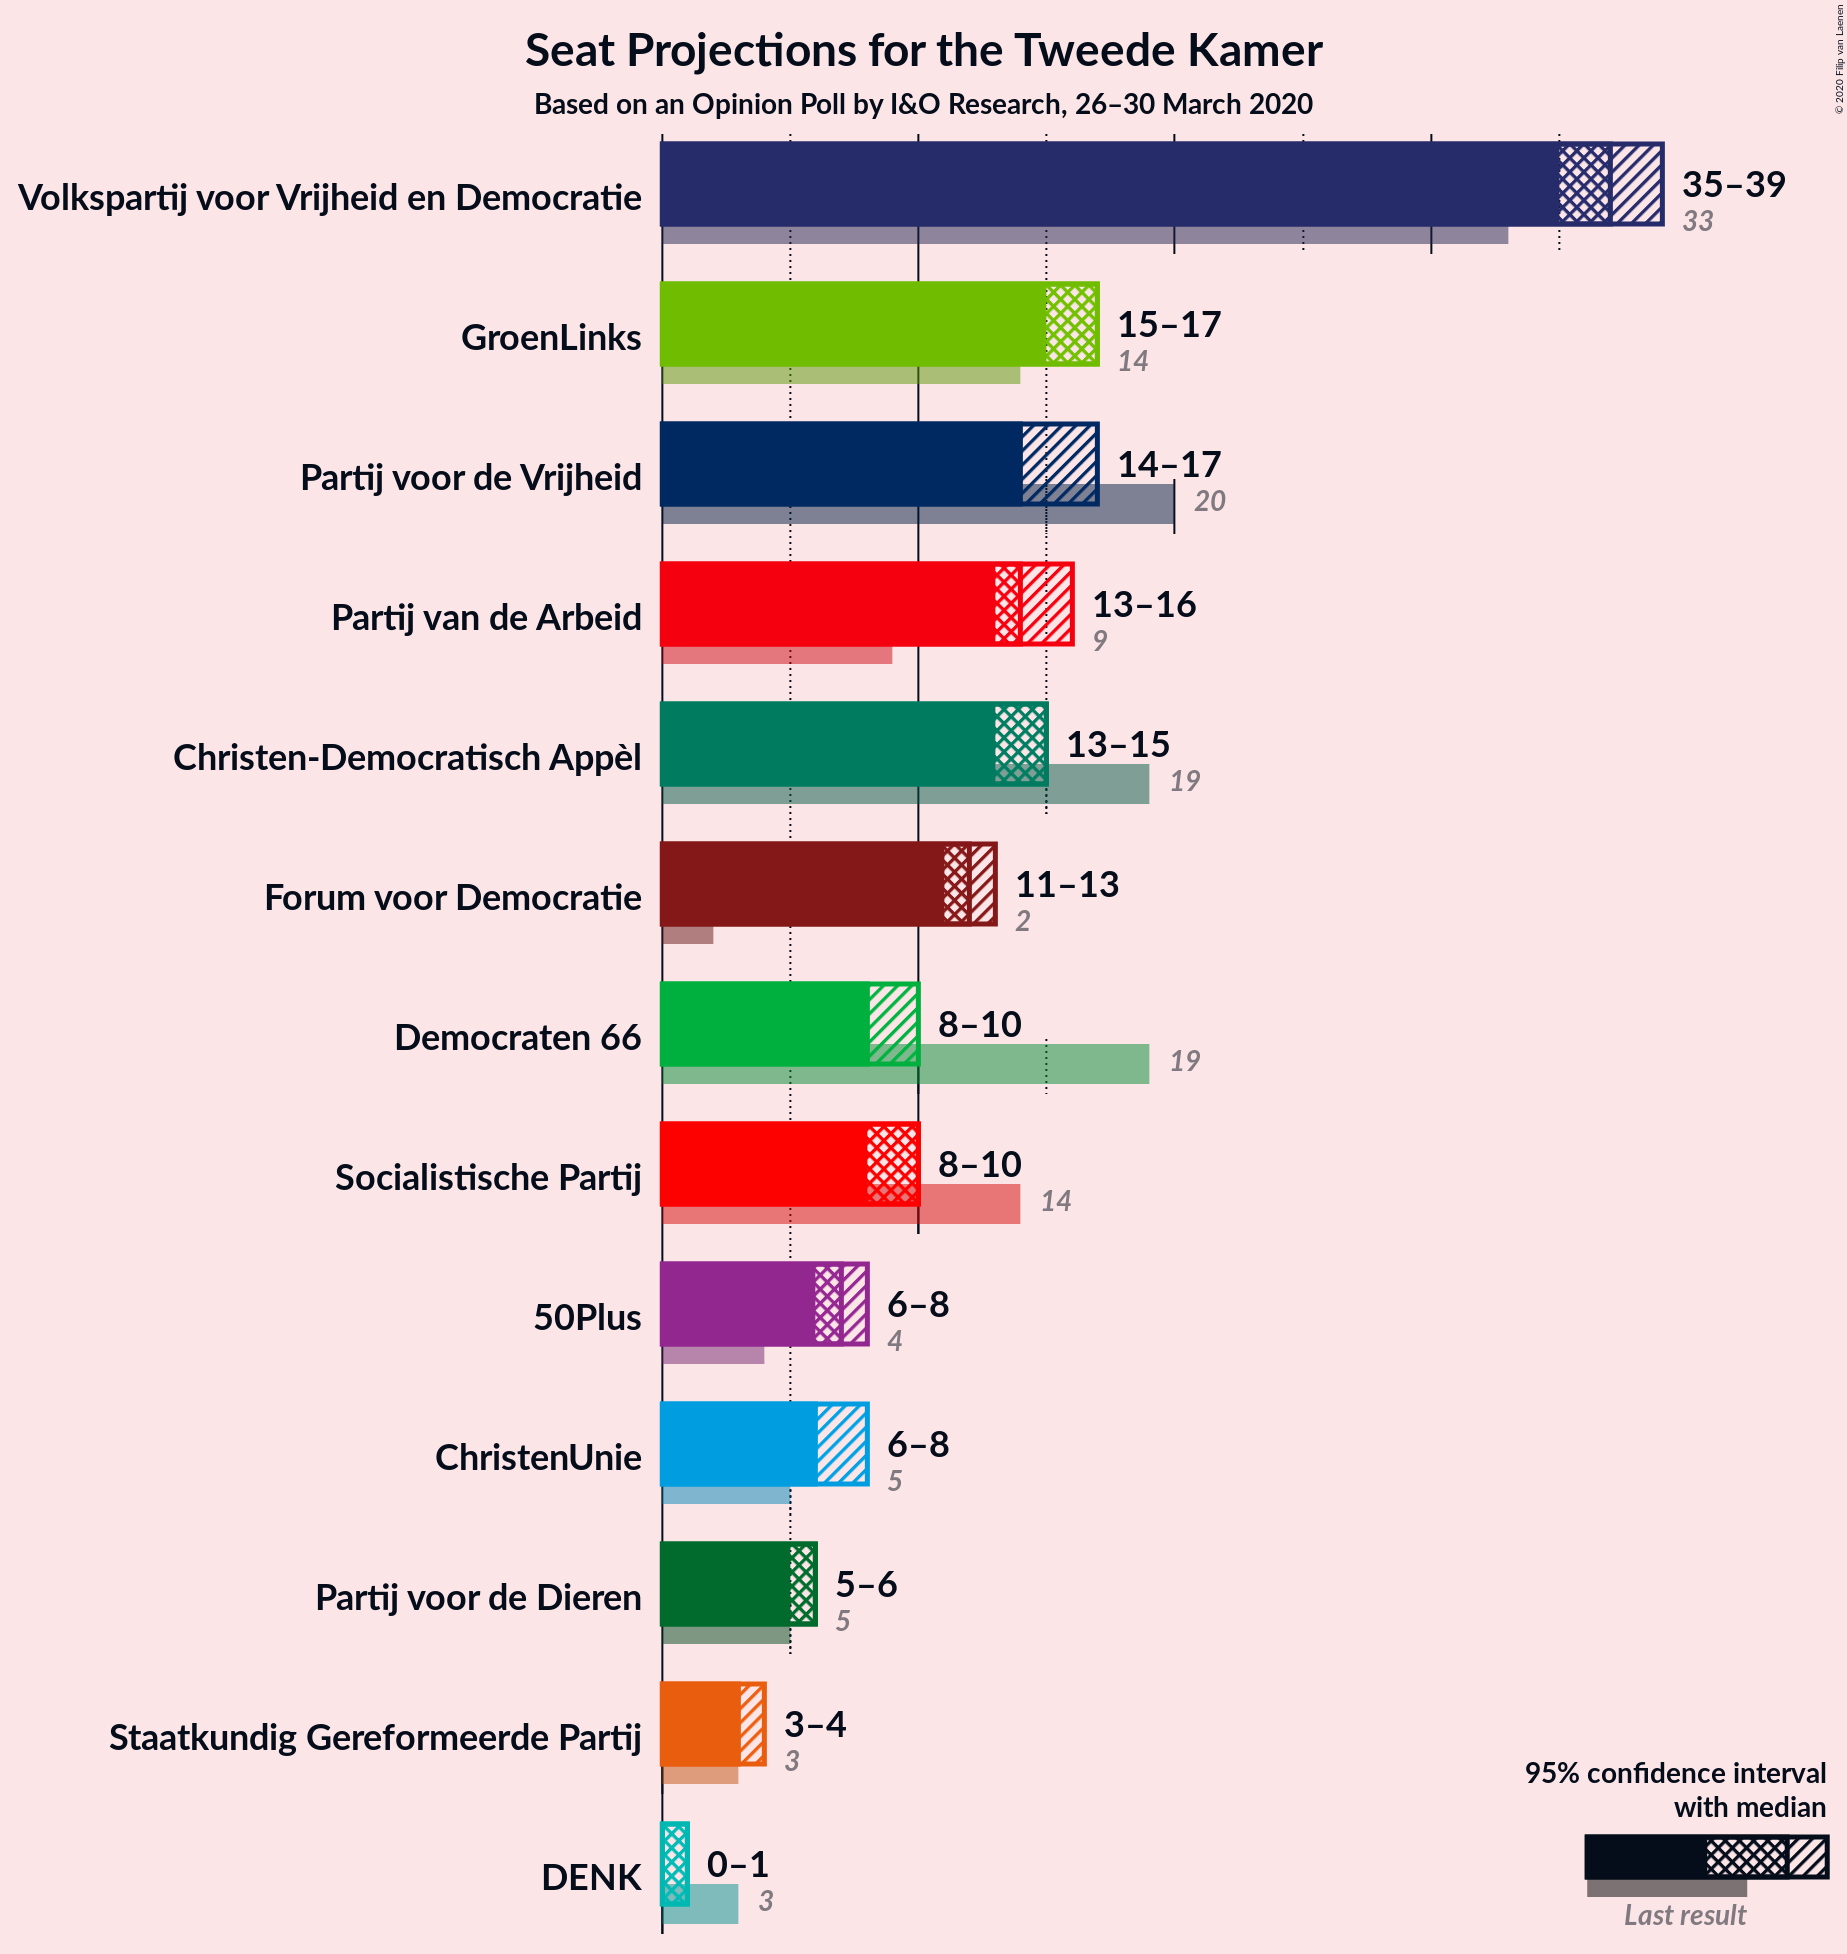 Seat Projections for the Tweede Kamer
Based on an Opinion Poll by I&O Research, 26–30 March 2020
© 2020 Filip van Laenen
Volkspartij voor Vrijheid en Democratie
35–39
33
GroenLinks
15–17
14
Partij voor de Vrijheid
14–17
20
Partij van de Arbeid
13–16
9
Christen-Democratisch Appèl
13–15
19
Forum voor Democratie
11–13
2
Democraten 66
8–10
19
Socialistische Partij
8–10
14
50Plus
6–8
4
ChristenUnie
6–8
5
Partij voor de Dieren
5–6
5
Staatkundig Gereformeerde Partij
3–4
3
DENK
0–1
3
95% confidence interval
with median
Last result